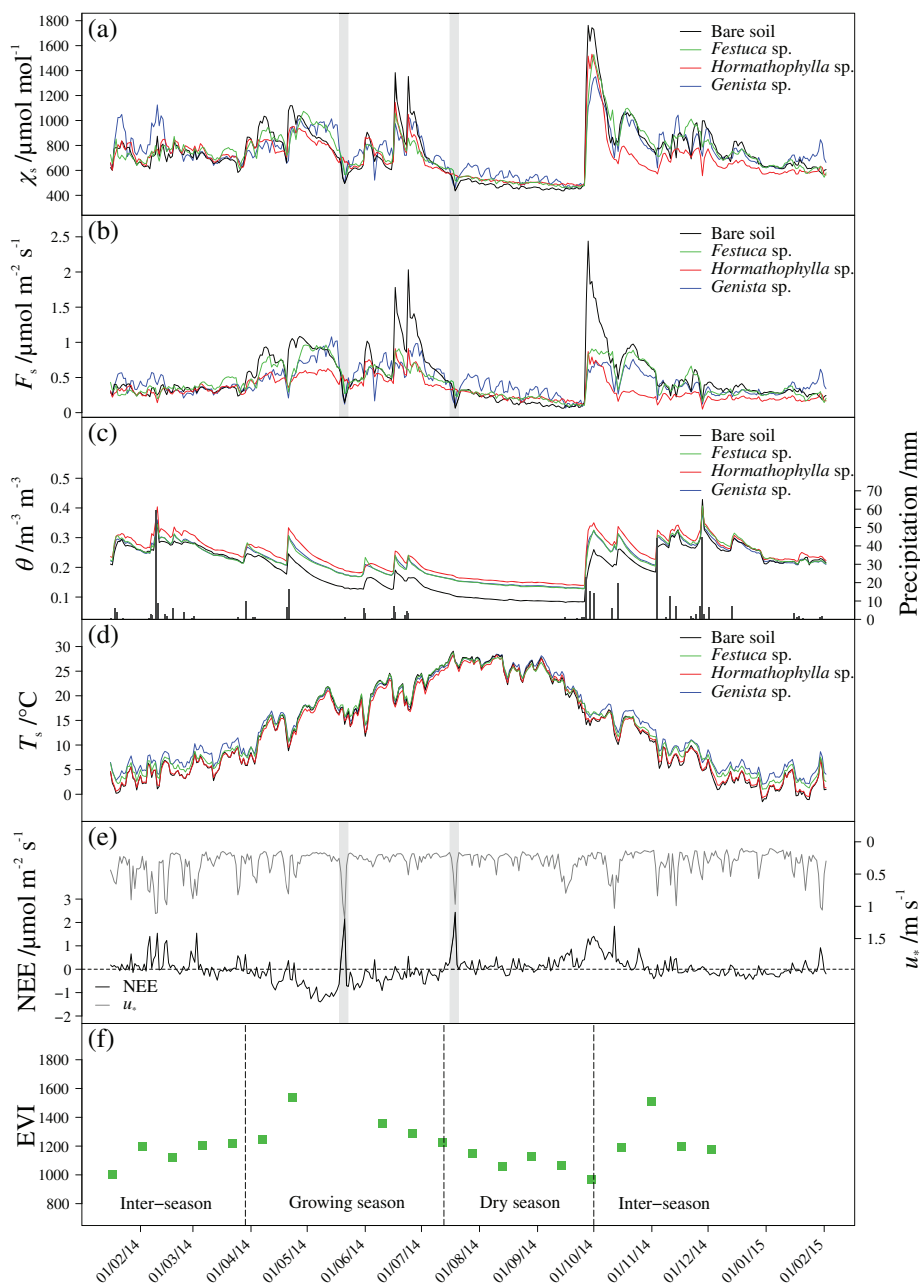 (a)
1800
1600
1400
1200
1000
800
600
400
χs /μmol mol⁻¹
Bare soil
Festuca sp.
Hormathophylla sp.
Genista sp.
(b)
2.5
2
1.5
1
0.5
0
Fs /μmol m⁻² s⁻¹
Bare soil
Festuca sp.
Hormathophylla sp.
Genista sp.
(c)
0.5
0.4
0.3
0.2
0.1
θ /m⁻³ m⁻³
Bare soil
Festuca sp.
Hormathophylla sp.
Genista sp.
70
60
50
40
30
20
10
0
Precipitation /mm
(d)
30
25
20
15
10
5
0
Ts /°C
Bare soil
Festuca sp.
Hormathophylla sp.
Genista sp.
(e)
3
2
1
0
−1
−2
NEE /μmol m⁻² s⁻¹
NEE
u*
0
0.5
1
1.5
u* /m s⁻¹
(f)
1800
1600
1400
1200
1000
800
EVI
Inter−season Growing season Dry season Inter−season
01/02/14 01/03/14 01/04/14 01/05/14 01/06/14 01/07/14 01/08/14 01/09/14 01/10/14 01/11/14 01/12/14 01/01/15 01/02/15